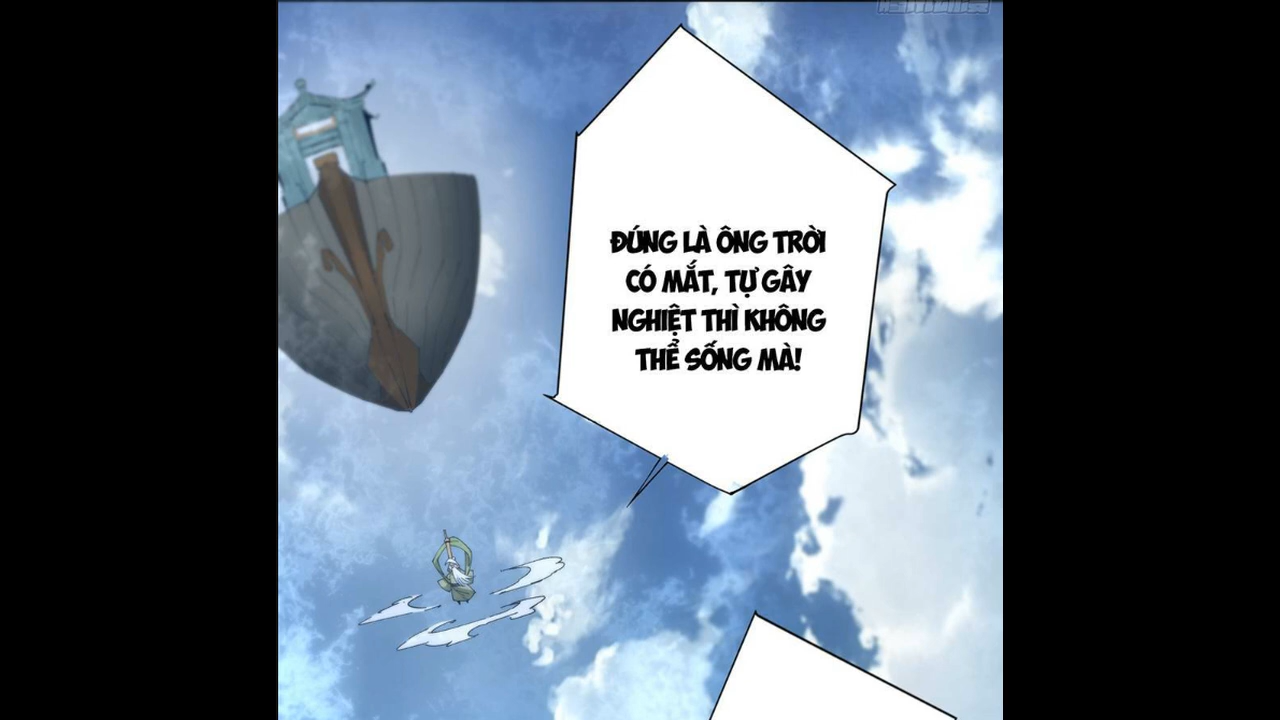 ĐÚNG LÀ ÔNG TRỜI
CÓ MẮT, TỰ GÂY
NGHIỆT THÌ KHÔNG
THỂ SỐNG MÀ!